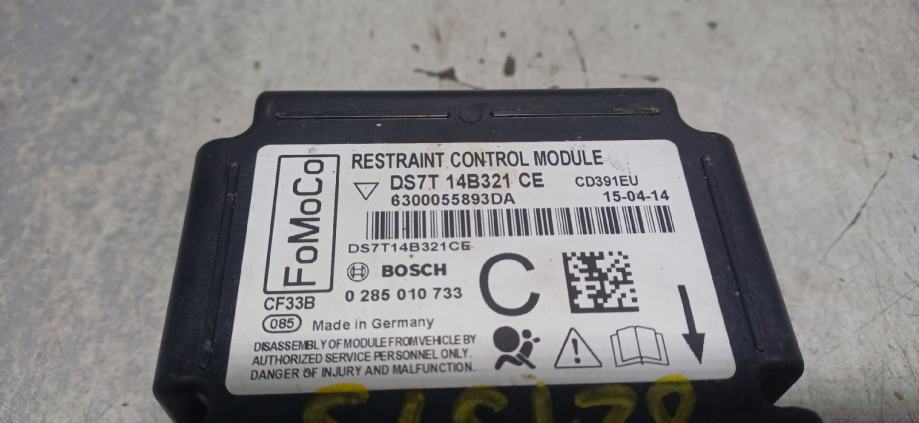 FoMoCo
RESTRAINT CONTROL MODULE
DS7T 14B321 CE
CD391EU
6300055893DA
15-04-14
DS7T14B321CE
BOSCH
C
0 285 010 733
CF33B
085
Made in Germany
DISASSEMBLY OF MODULE FROM VEHICLE BY
AUTHORIZED SERVICE PERSONNEL ONLY.
DANGER OF INJURY AND MALFUNCTION.